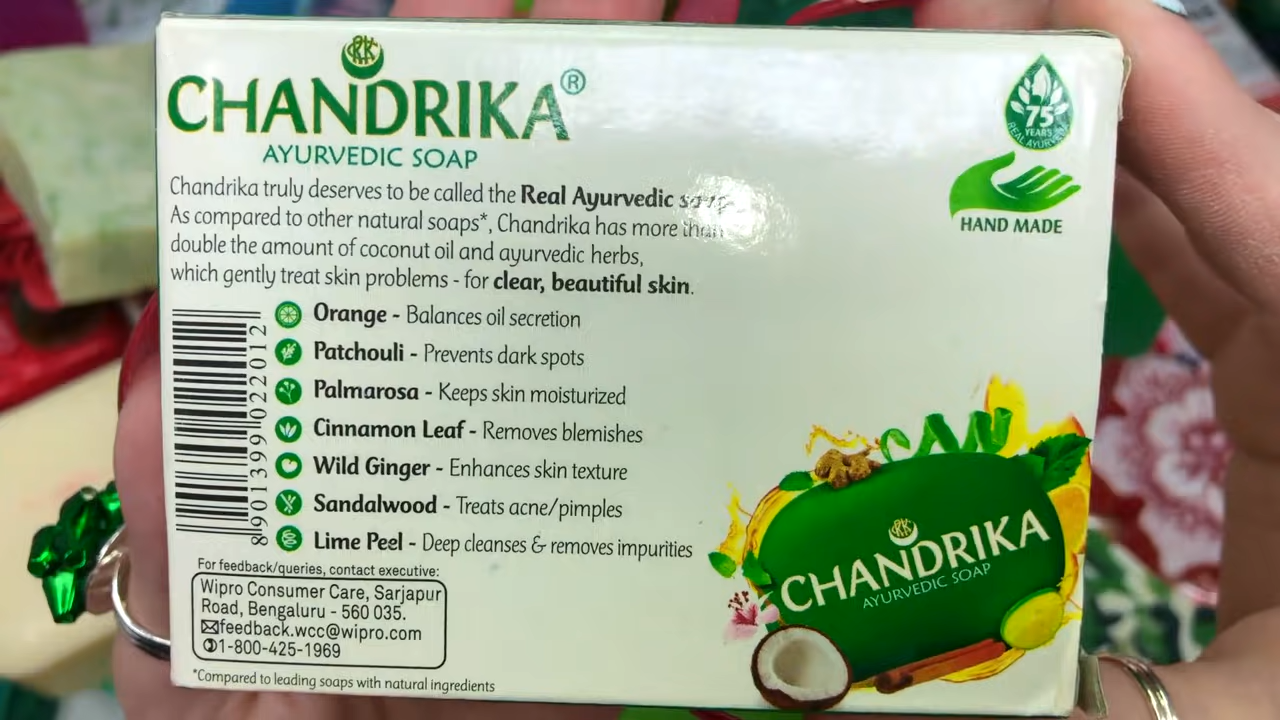 CHANDRIKA®
AYURVEDIC SOAP
75
YEARS
REAL AYURVEDA
HAND MADE
Chandrika truly deserves to be called the Real Ayurvedic soap.
As compared to other natural soaps*, Chandrika has more than
double the amount of coconut oil and ayurvedic herbs,
which gently treat skin problems - for clear, beautiful skin.
Orange - Balances oil secretion
Patchouli - Prevents dark spots
Palmarosa - Keeps skin moisturized
Cinnamon Leaf - Removes blemishes
Wild Ginger - Enhances skin texture
Sandalwood - Treats acne/pimples
Lime Peel - Deep cleanses & removes impurities
8901399022012
For feedback/queries, contact executive:
Wipro Consumer Care, Sarjapur
Road, Bengaluru - 560 035.
feedback.wcc@wipro.com
1-800-425-1969
*Compared to leading soaps with natural ingredients
CHANDRIKA
AYURVEDIC SOAP